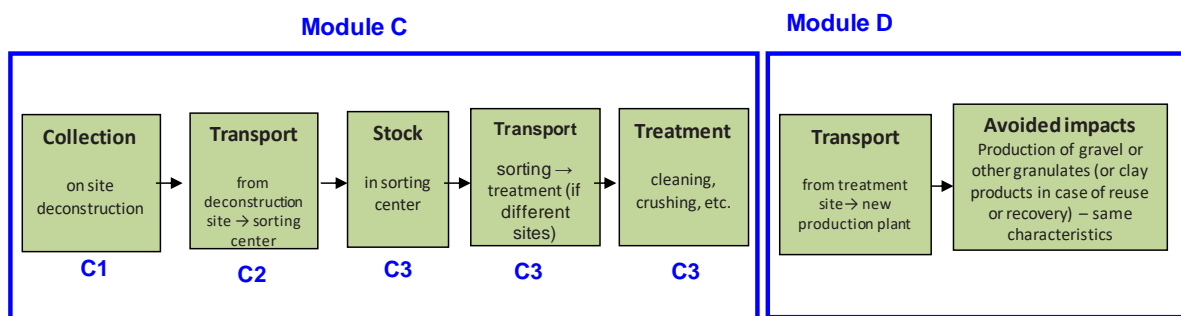 Module C
Module D
Collection
on site
deconstruction
C1
Transport
from
deconstruction
site → sorting
center
C2
Stock
in sorting
center
C3
Transport
sorting →
treatment (if
different
sites)
C3
Treatment
cleaning,
crushing, etc.
C3
Transport
from treatment
site→ new
production plant
Avoided impacts
Production of gravel or
other granulates (or clay
products in case of reuse
or recovery) – same
characteristics